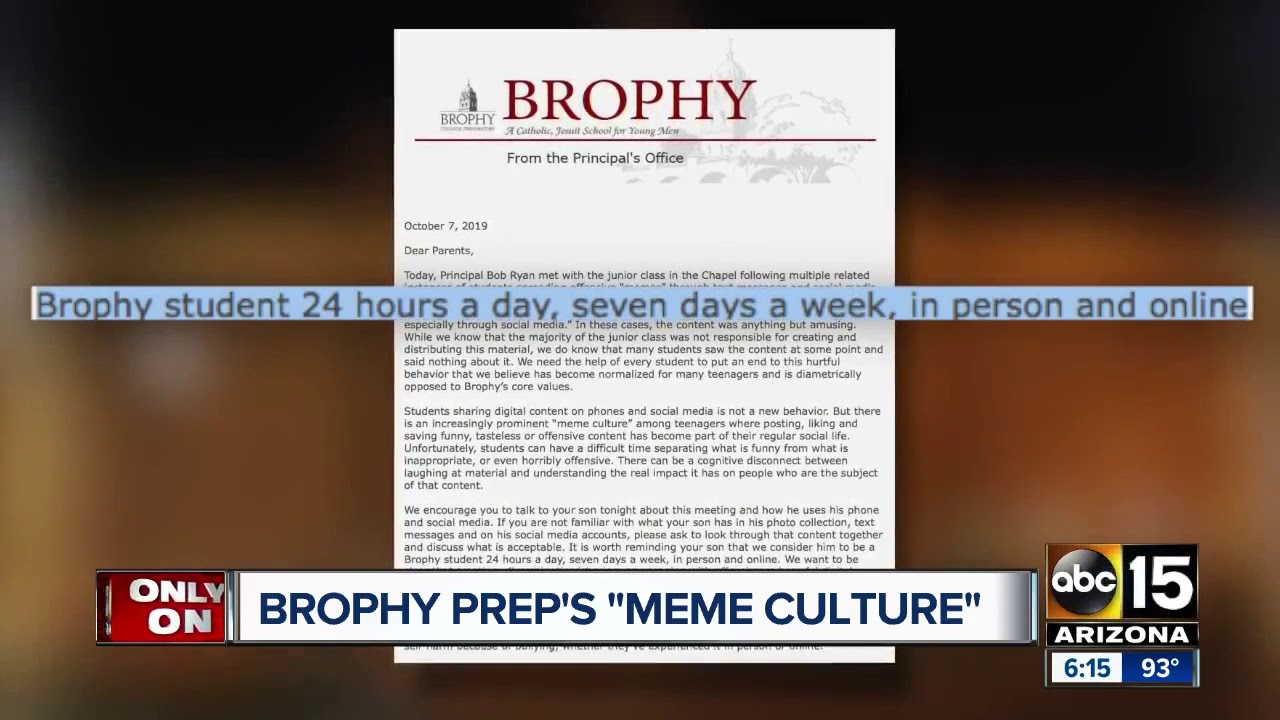 BROPHY
BROPHY
COLLEGE PREPARATORY
A Catholic, Jesuit School for Young Men
From the Principal's Office
October 7, 2019
Dear Parents,
Today, Principal Bob Ryan met with the junior class in the Chapel following multiple related
Brophy student 24 hours a day, seven days a week, in person and online
especially through social media." In these cases, the content was anything but amusing.
While we know that the majority of the junior class was not responsible for creating and
distributing this material, we do know that many students saw the content at some point and
said nothing about it. We need the help of every student to put an end to this hurtful
behavior that we believe has become normalized for many teenagers and is diametrically
opposed to Brophy's core values.
Students sharing digital content on phones and social media is not a new behavior. But there
is an increasingly prominent "meme culture" among teenagers where posting, liking and
saving funny, tasteless or offensive content has become part of their regular social life.
Unfortunately, students can have a difficult time separating what is funny from what is
inappropriate, or even horribly offensive. There can be a cognitive disconnect between
laughing at material and understanding the real impact it has on people who are the subject
of that content.
We encourage you to talk to your son tonight about this meeting and how he uses his phone
and social media. If you are not familiar with what your son has in his photo collection, text
messages and on his social media accounts, please ask to look through that content together
and discuss what is acceptable. It is worth reminding your son that we consider him to be a
Brophy student 24 hours a day, seven days a week, in person and online. We want to be
ONLY
ON
BROPHY PREP'S "MEME CULTURE"
abc 15
ARIZONA
6:15 93°